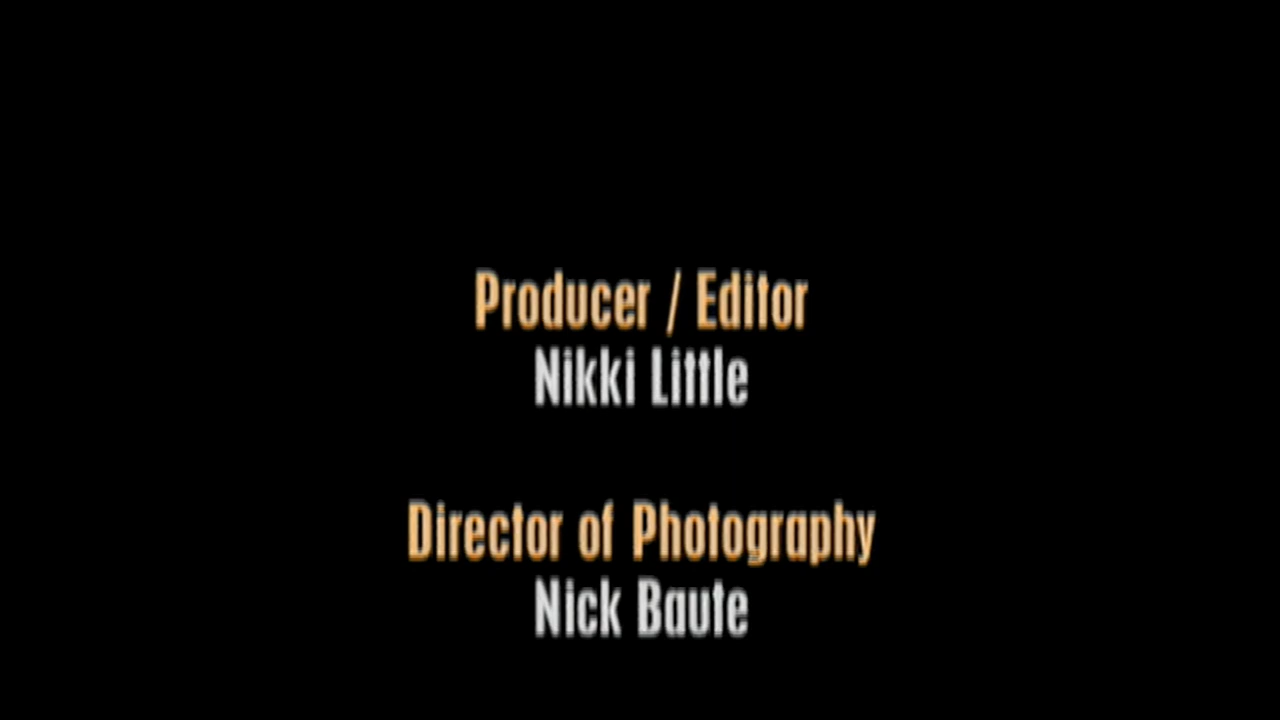 Producer / Editor
Nikki Little
Director of Photography
Nick Baute